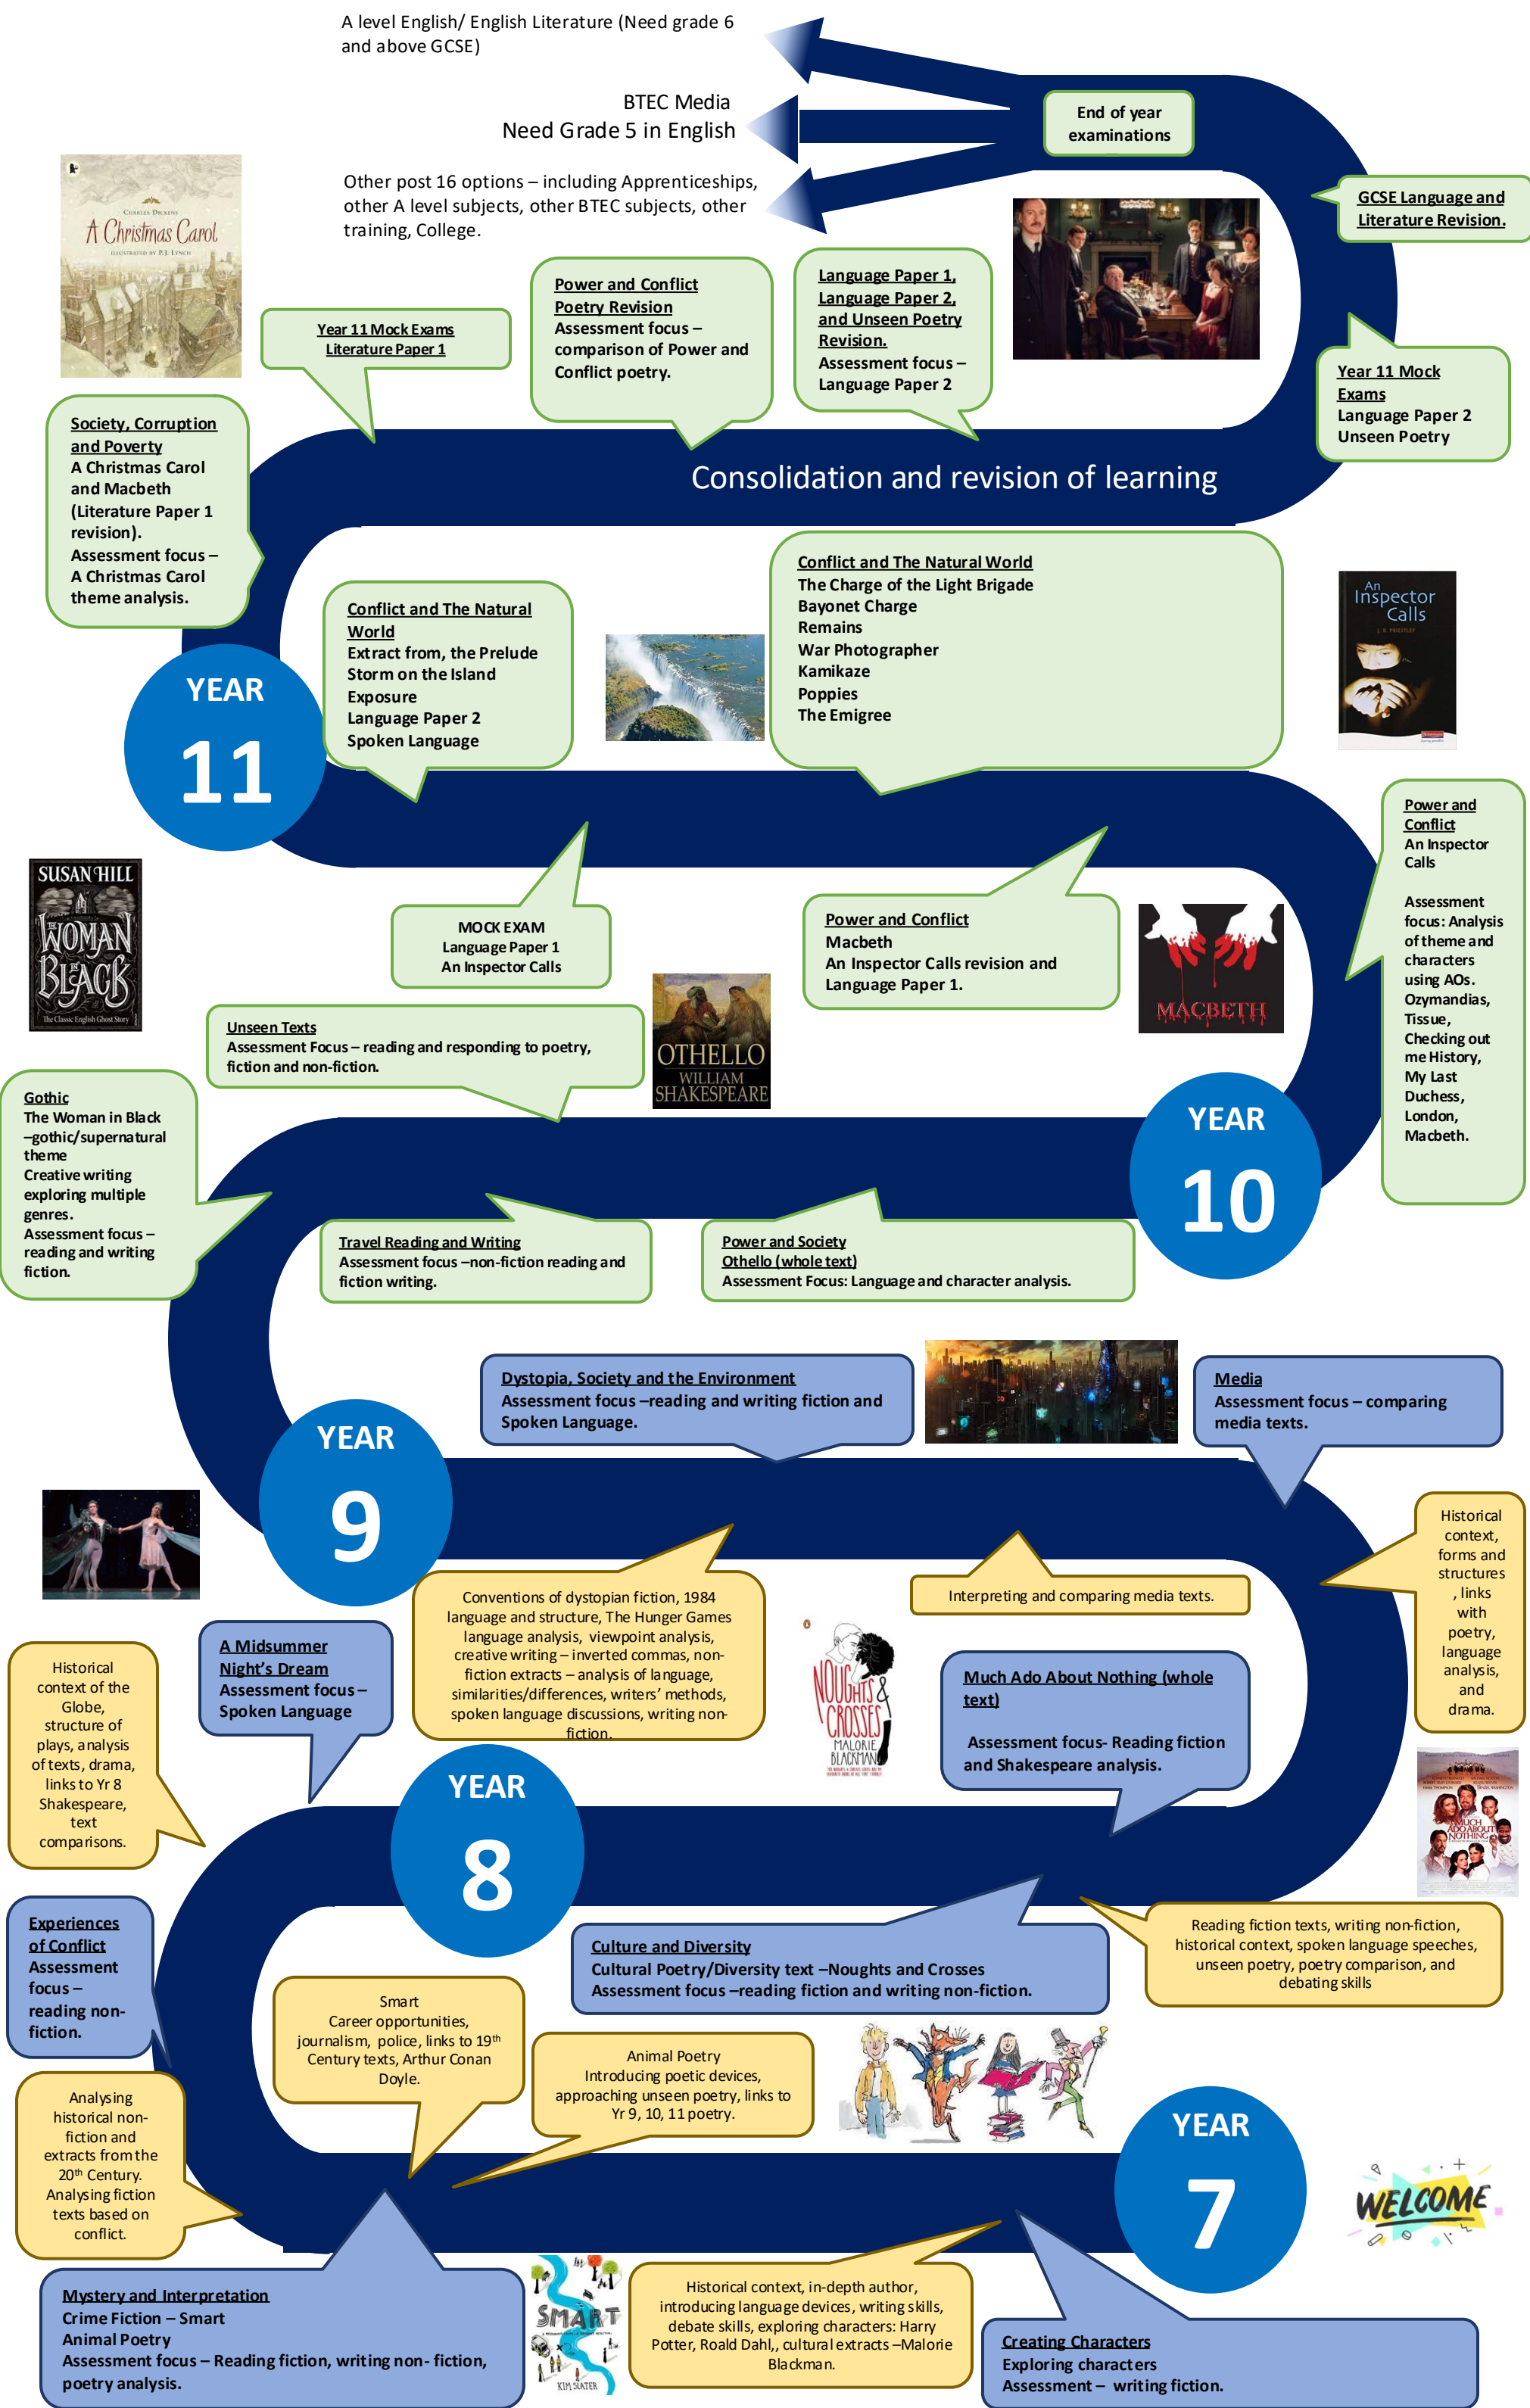 A level English/ English Literature (Need grade 6
and above GCSE)
BTEC Media
Need Grade 5 in English
Other post 16 options – including Apprenticeships,
other A level subjects, other BTEC subjects, other
training, College.
End of year
examinations
GCSE Language and
Literature Revision.
CHARLES DICKENS
A Christmas Carol
ILLUSTRATED BY P.J. LYNCH
Year 11 Mock Exams
Literature Paper 1
Power and Conflict
Poetry Revision
Assessment focus –
comparison of Power and
Conflict poetry.
Language Paper 1,
Language Paper 2,
and Unseen Poetry
Revision.
Assessment focus –
Language Paper 2
Year 11 Mock
Exams
Language Paper 2
Unseen Poetry
Society, Corruption
and Poverty
A Christmas Carol
and Macbeth
(Literature Paper 1
revision).
Assessment focus –
A Christmas Carol
theme analysis.
Consolidation and revision of learning
Conflict and The Natural
World
Extract from, the Prelude
Storm on the Island
Exposure
Language Paper 2
Spoken Language
Conflict and The Natural World
The Charge of the Light Brigade
Bayonet Charge
Remains
War Photographer
Kamikaze
Poppies
The Emigree
An
Inspector
Calls
J. B. PRIESTLEY
YEAR
11
Power and
Conflict
An Inspector
Calls
Assessment
focus: Analysis
of theme and
characters
using AOs.
Ozymandias,
Tissue,
Checking out
me History,
My Last
Duchess,
London,
Macbeth.
SUSAN HILL
THE
WOMAN
IN
BLACK
The Classic English Ghost Story
MOCK EXAM
Language Paper 1
An Inspector Calls
Power and Conflict
Macbeth
An Inspector Calls revision and
Language Paper 1.
MACBETH
Unseen Texts
Assessment Focus – reading and responding to poetry,
fiction and non-fiction.
OTHELLO
WILLIAM
SHAKESPEARE
Gothic
The Woman in Black
–gothic/supernatural
theme
Creative writing
exploring multiple
genres.
Assessment focus –
reading and writing
fiction.
YEAR
10
Travel Reading and Writing
Assessment focus –non-fiction reading and
fiction writing.
Power and Society
Othello (whole text)
Assessment Focus: Language and character analysis.
Dystopia, Society and the Environment
Assessment focus –reading and writing fiction and
Spoken Language.
Media
Assessment focus – comparing
media texts.
YEAR
9
Historical
context,
forms and
structures
, links
with
poetry,
language
analysis,
and
drama.
Conventions of dystopian fiction, 1984
language and structure, The Hunger Games
language analysis, viewpoint analysis,
creative writing – inverted commas, non-
fiction extracts – analysis of language,
similarities/differences, writers’ methods,
spoken language discussions, writing non-
fiction.
Interpreting and comparing media texts.
A Midsummer
Night’s Dream
Assessment focus –
Spoken Language
Historical
context of the
Globe,
structure of
plays, analysis
of texts, drama,
links to Yr 8
Shakespeare,
text
comparisons.
NOUGHTS &
CROSSES
MALORIE
BLACKMAN
Much Ado About Nothing (whole
text)
Assessment focus- Reading fiction
and Shakespeare analysis.
MUCH
ADO ABOUT
NOTHING
YEAR
8
Experiences
of Conflict
Assessment
focus –
reading non-
fiction.
Culture and Diversity
Cultural Poetry/Diversity text –Noughts and Crosses
Assessment focus –reading fiction and writing non-fiction.
Reading fiction texts, writing non-fiction,
historical context, spoken language speeches,
unseen poetry, poetry comparison, and
debating skills
Smart
Career opportunities,
journalism, police, links to 19th
Century texts, Arthur Conan
Doyle.
Animal Poetry
Introducing poetic devices,
approaching unseen poetry, links to
Yr 9, 10, 11 poetry.
Analysing
historical non-
fiction and
extracts from the
20th Century.
Analysing fiction
texts based on
conflict.
YEAR
7
WELCOME
Mystery and Interpretation
Crime Fiction – Smart
Animal Poetry
Assessment focus – Reading fiction, writing non- fiction,
poetry analysis.
SMART
KIM SLATER
Historical context, in-depth author,
introducing language devices, writing skills,
debate skills, exploring characters: Harry
Potter, Roald Dahl,, cultural extracts –Malorie
Blackman.
Creating Characters
Exploring characters
Assessment – writing fiction.